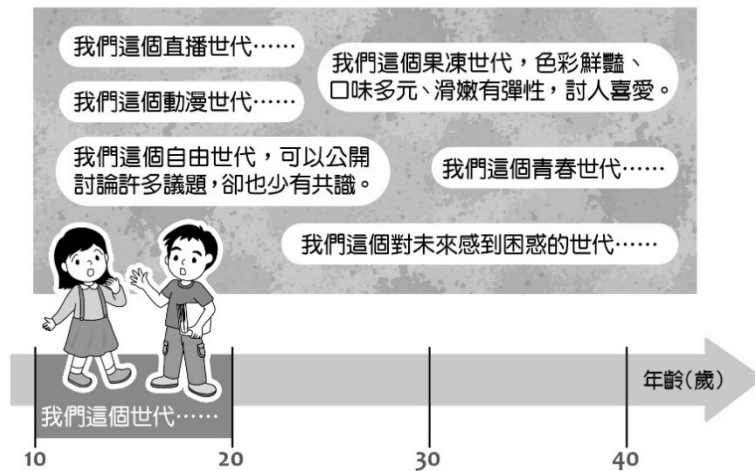 我們這個直播世代……
我們這個果凍世代，色彩鮮豔、
口味多元、滑嫩有彈性，討人喜愛。
我們這個動漫世代……
我們這個自由世代，可以公開
討論許多議題，卻也少有共識。
我們這個青春世代……
我們這個對未來感到困惑的世代……
年齡（歲）
我們這個世代……
10
20
30
40